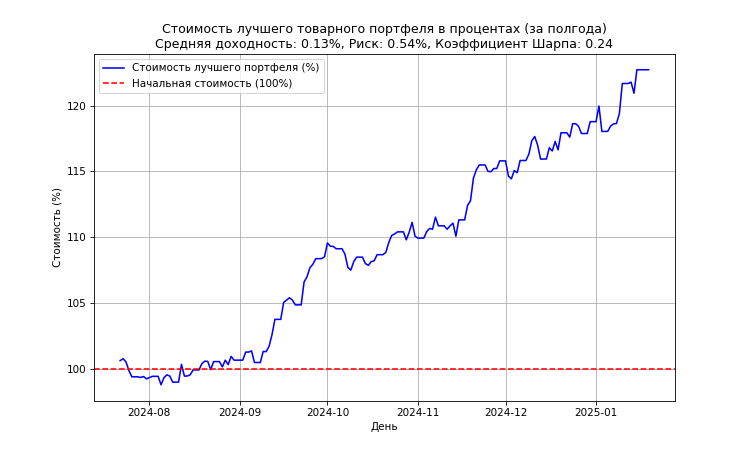 Стоимость лучшего товарного портфеля в процентах (за полгода)
Средняя доходность: 0.13%, Риск: 0.54%, Коэффициент Шарпа: 0.24
Стоимость лучшего портфеля (%)
Начальная стоимость (100%)
Стоимость (%)
120
115
110
105
100
2024-08 2024-09 2024-10 2024-11 2024-12 2025-01
День